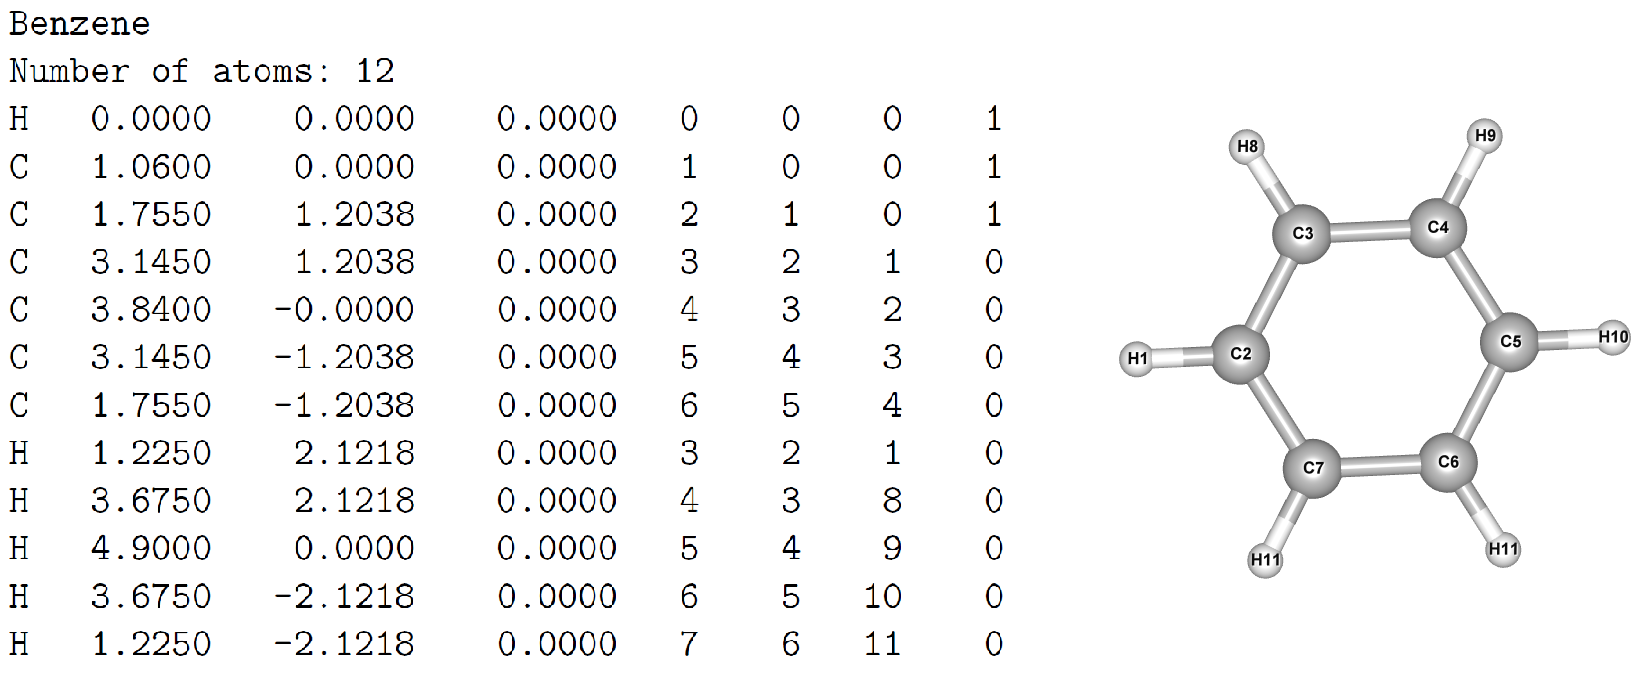 Benzene
Number of atoms: 12
H 0.0000 0.0000 0.0000 0 0 0 1
C 1.0600 0.0000 0.0000 1 0 0 1
C 1.7550 1.2038 0.0000 2 1 0 1
C 3.1450 1.2038 0.0000 3 2 1 0
C 3.8400 -0.0000 0.0000 4 3 2 0
C 3.1450 -1.2038 0.0000 5 4 3 0
C 1.7550 -1.2038 0.0000 6 5 4 0
H 1.2250 2.1218 0.0000 3 2 1 0
H 3.6750 2.1218 0.0000 4 3 8 0
H 4.9000 0.0000 0.0000 5 4 9 0
H 3.6750 -2.1218 0.0000 6 5 10 0
H 1.2250 -2.1218 0.0000 7 6 11 0
H8 H9
C3 C4
H1 C2 C5 H10
C7 C6
H11 H11